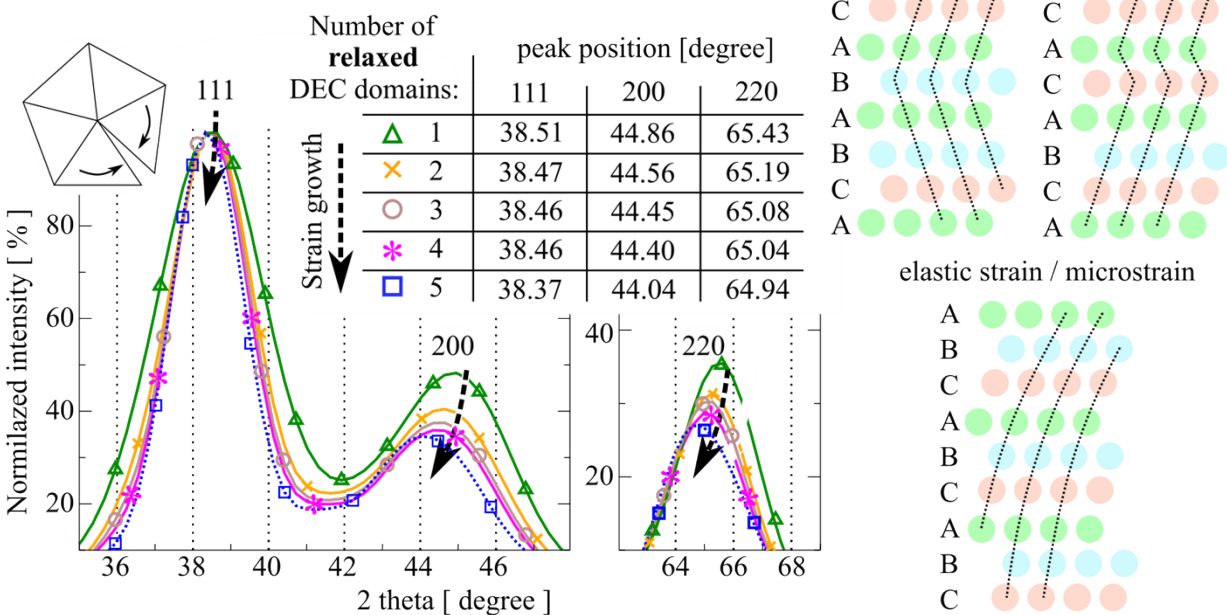 Number of
relaxed
DEC domains:
peak position [degree]
111 200 220
1 38.51 44.86 65.43
2 38.47 44.56 65.19
3 38.46 44.45 65.08
4 38.46 44.40 65.04
5 38.37 44.04 64.94
Strain growth
111
200
220
Normilazed intensity [ % ]
80
60
40
20
36 38 40 42 44 46
40
20
64 66 68
2 theta [ degree ]
C
A
B
A
B
C
A
C
A
C
A
B
C
A
elastic strain / microstrain
A
B
C
A
B
C
A
B
C